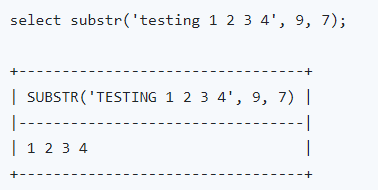 select substr('testing 1 2 3 4', 9, 7);
+---------------------------------+
| SUBSTR('TESTING 1 2 3 4', 9, 7) |
|---------------------------------|
| 1 2 3 4                         |
+---------------------------------+